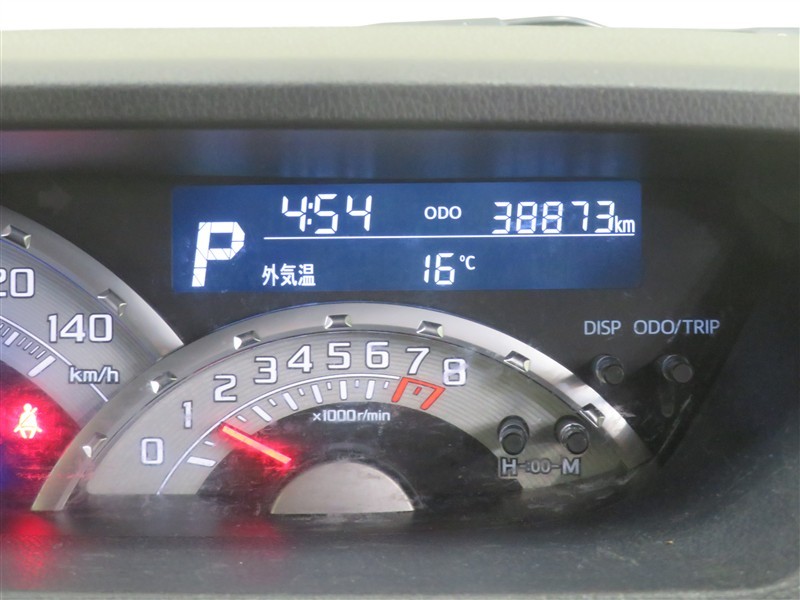 4:54 ODO 38873km
P
外気温 16℃
20
140
km/h
DISP ODO/TRIP
0 1 2 3 4 5 6 7 8
×1000r/min
H-:00-M